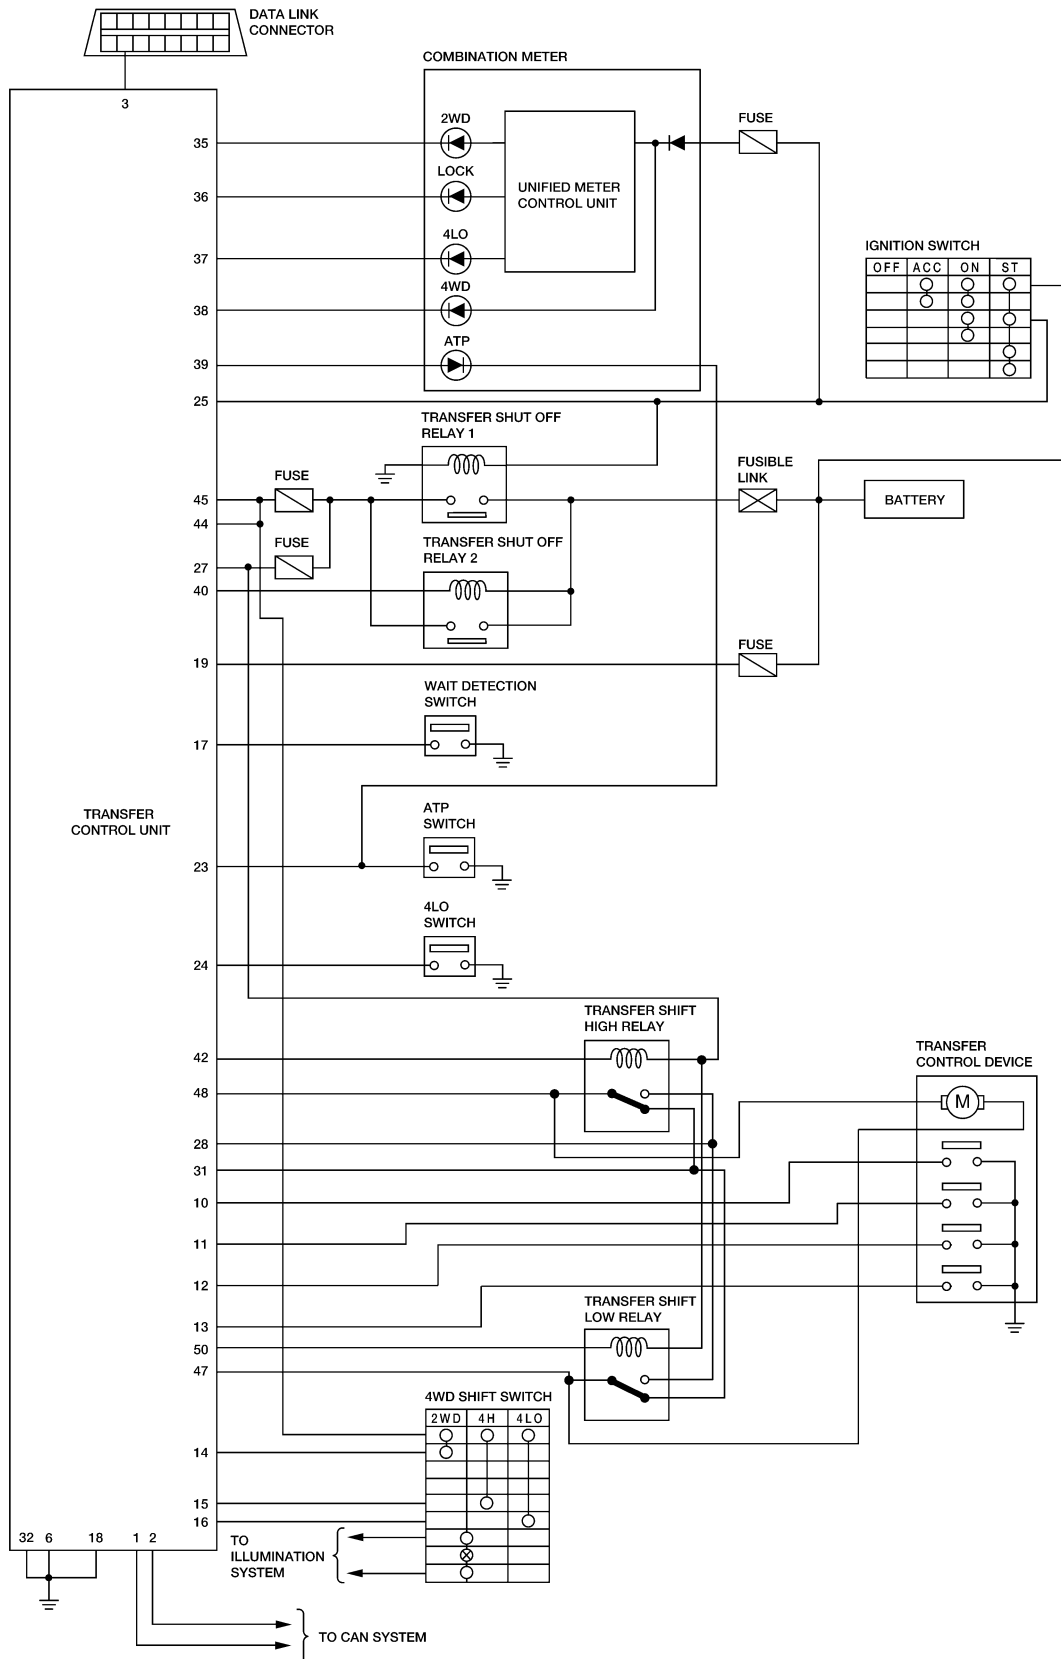 DATA LINK
CONNECTOR
3
COMBINATION METER
2WD
FUSE
35
LOCK
UNIFIED METER
CONTROL UNIT
36
4LO
IGNITION SWITCH
37
OFF ACC ON ST
4WD
38
ATP
39
25
TRANSFER SHUT OFF
RELAY 1
FUSE
FUSIBLE
LINK
45
BATTERY
44
FUSE
TRANSFER SHUT OFF
RELAY 2
27
40
FUSE
19
WAIT DETECTION
SWITCH
17
TRANSFER
CONTROL UNIT
ATP
SWITCH
23
4LO
SWITCH
24
TRANSFER SHIFT
HIGH RELAY
TRANSFER
CONTROL DEVICE
42
48
M
28
31
10
11
12
TRANSFER SHIFT
LOW RELAY
13
50
47
4WD SHIFT SWITCH
2WD 4H 4LO
14
15
16
32 6 18 1 2
TO
ILLUMINATION
SYSTEM
TO CAN SYSTEM